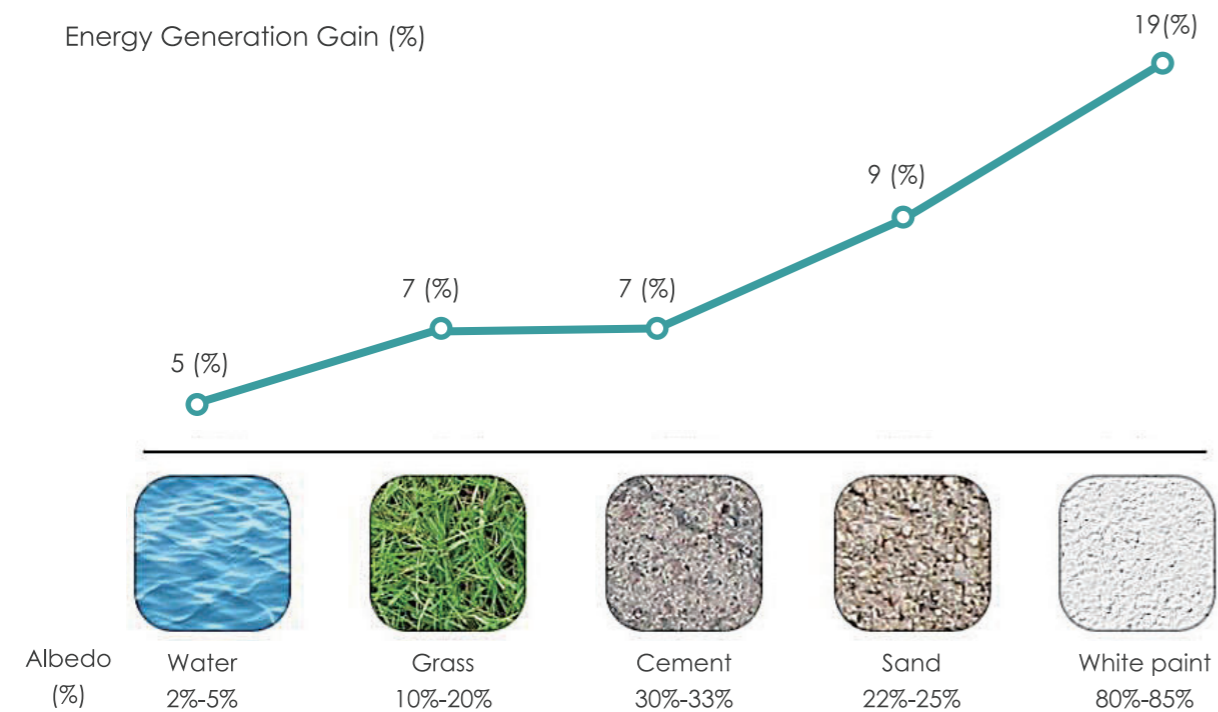 Energy Generation Gain (%)
19(%)
9 (%)
7 (%)
7 (%)
5 (%)
Albedo
(%)
Water
2%-5%
Grass
10%-20%
Cement
30%-33%
Sand
22%-25%
White paint
80%-85%